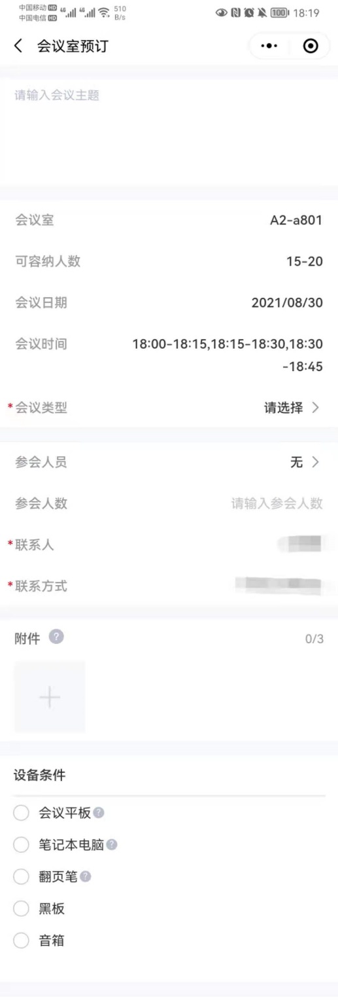 中国移动 HD 4G 4G 510
中国电信 HD B/s
100 18:19
会议室预订
请输入会议主题
会议室 A2-a801
可容纳人数 15-20
会议日期 2021/08/30
会议时间 18:00-18:15,18:15-18:30,18:30
-18:45
*会议类型 请选择
参会人员 无
参会人数 请输入参会人数
*联系人
*联系方式
附件 ? 0/3
设备条件
会议平板 ?
笔记本电脑 ?
翻页笔 ?
黑板
音箱